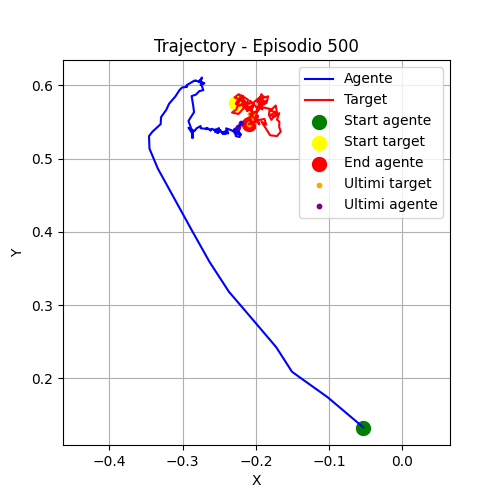 Trajectory - Episodio 500
Agente
Target
Start agente
Start target
End agente
Ultimi target
Ultimi agente
0.6
0.5
0.4
0.3
0.2
Y
−0.4 −0.3 −0.2 −0.1 0.0
X